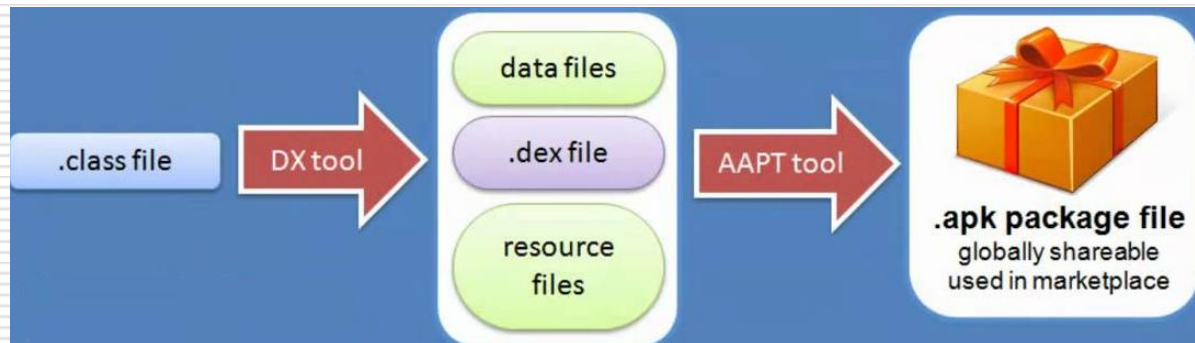 .class file
DX tool
data files
.dex file
resource
files
AAPT tool
.apk package file
globally shareable
used in marketplace